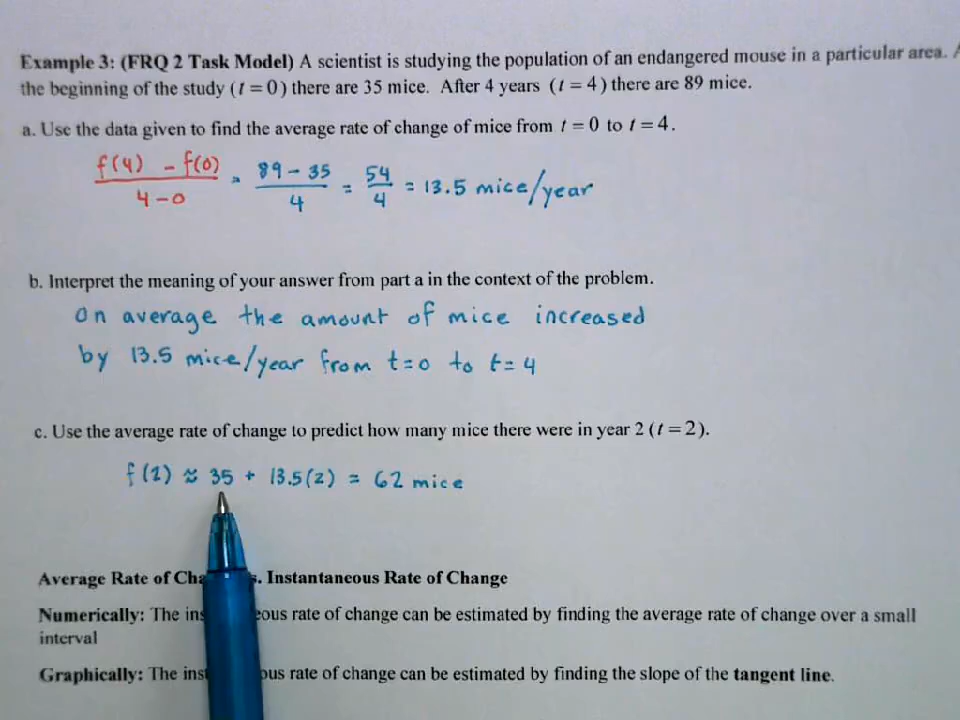 Example 3: (FRQ 2 Task Model) A scientist is studying the population of an endangered mouse in a particular area. A
the beginning of the study (t = 0) there are 35 mice. After 4 years (t = 4) there are 89 mice.
a. Use the data given to find the average rate of change of mice from t = 0 to t = 4.
f(4) - f(0) / 4 - 0 = 89 - 35 / 4 = 54 / 4 = 13.5 mice/year
b. Interpret the meaning of your answer from part a in the context of the problem.
On average the amount of mice increased
by 13.5 mice/year from t=0 to t=4
c. Use the average rate of change to predict how many mice there were in year 2 (t = 2).
f(2) ≈ 35 + 13.5(2) = 62 mice
Average Rate of Cha s. Instantaneous Rate of Change
Numerically: The ins eous rate of change can be estimated by finding the average rate of change over a small
interval
Graphically: The inst ous rate of change can be estimated by finding the slope of the tangent line.